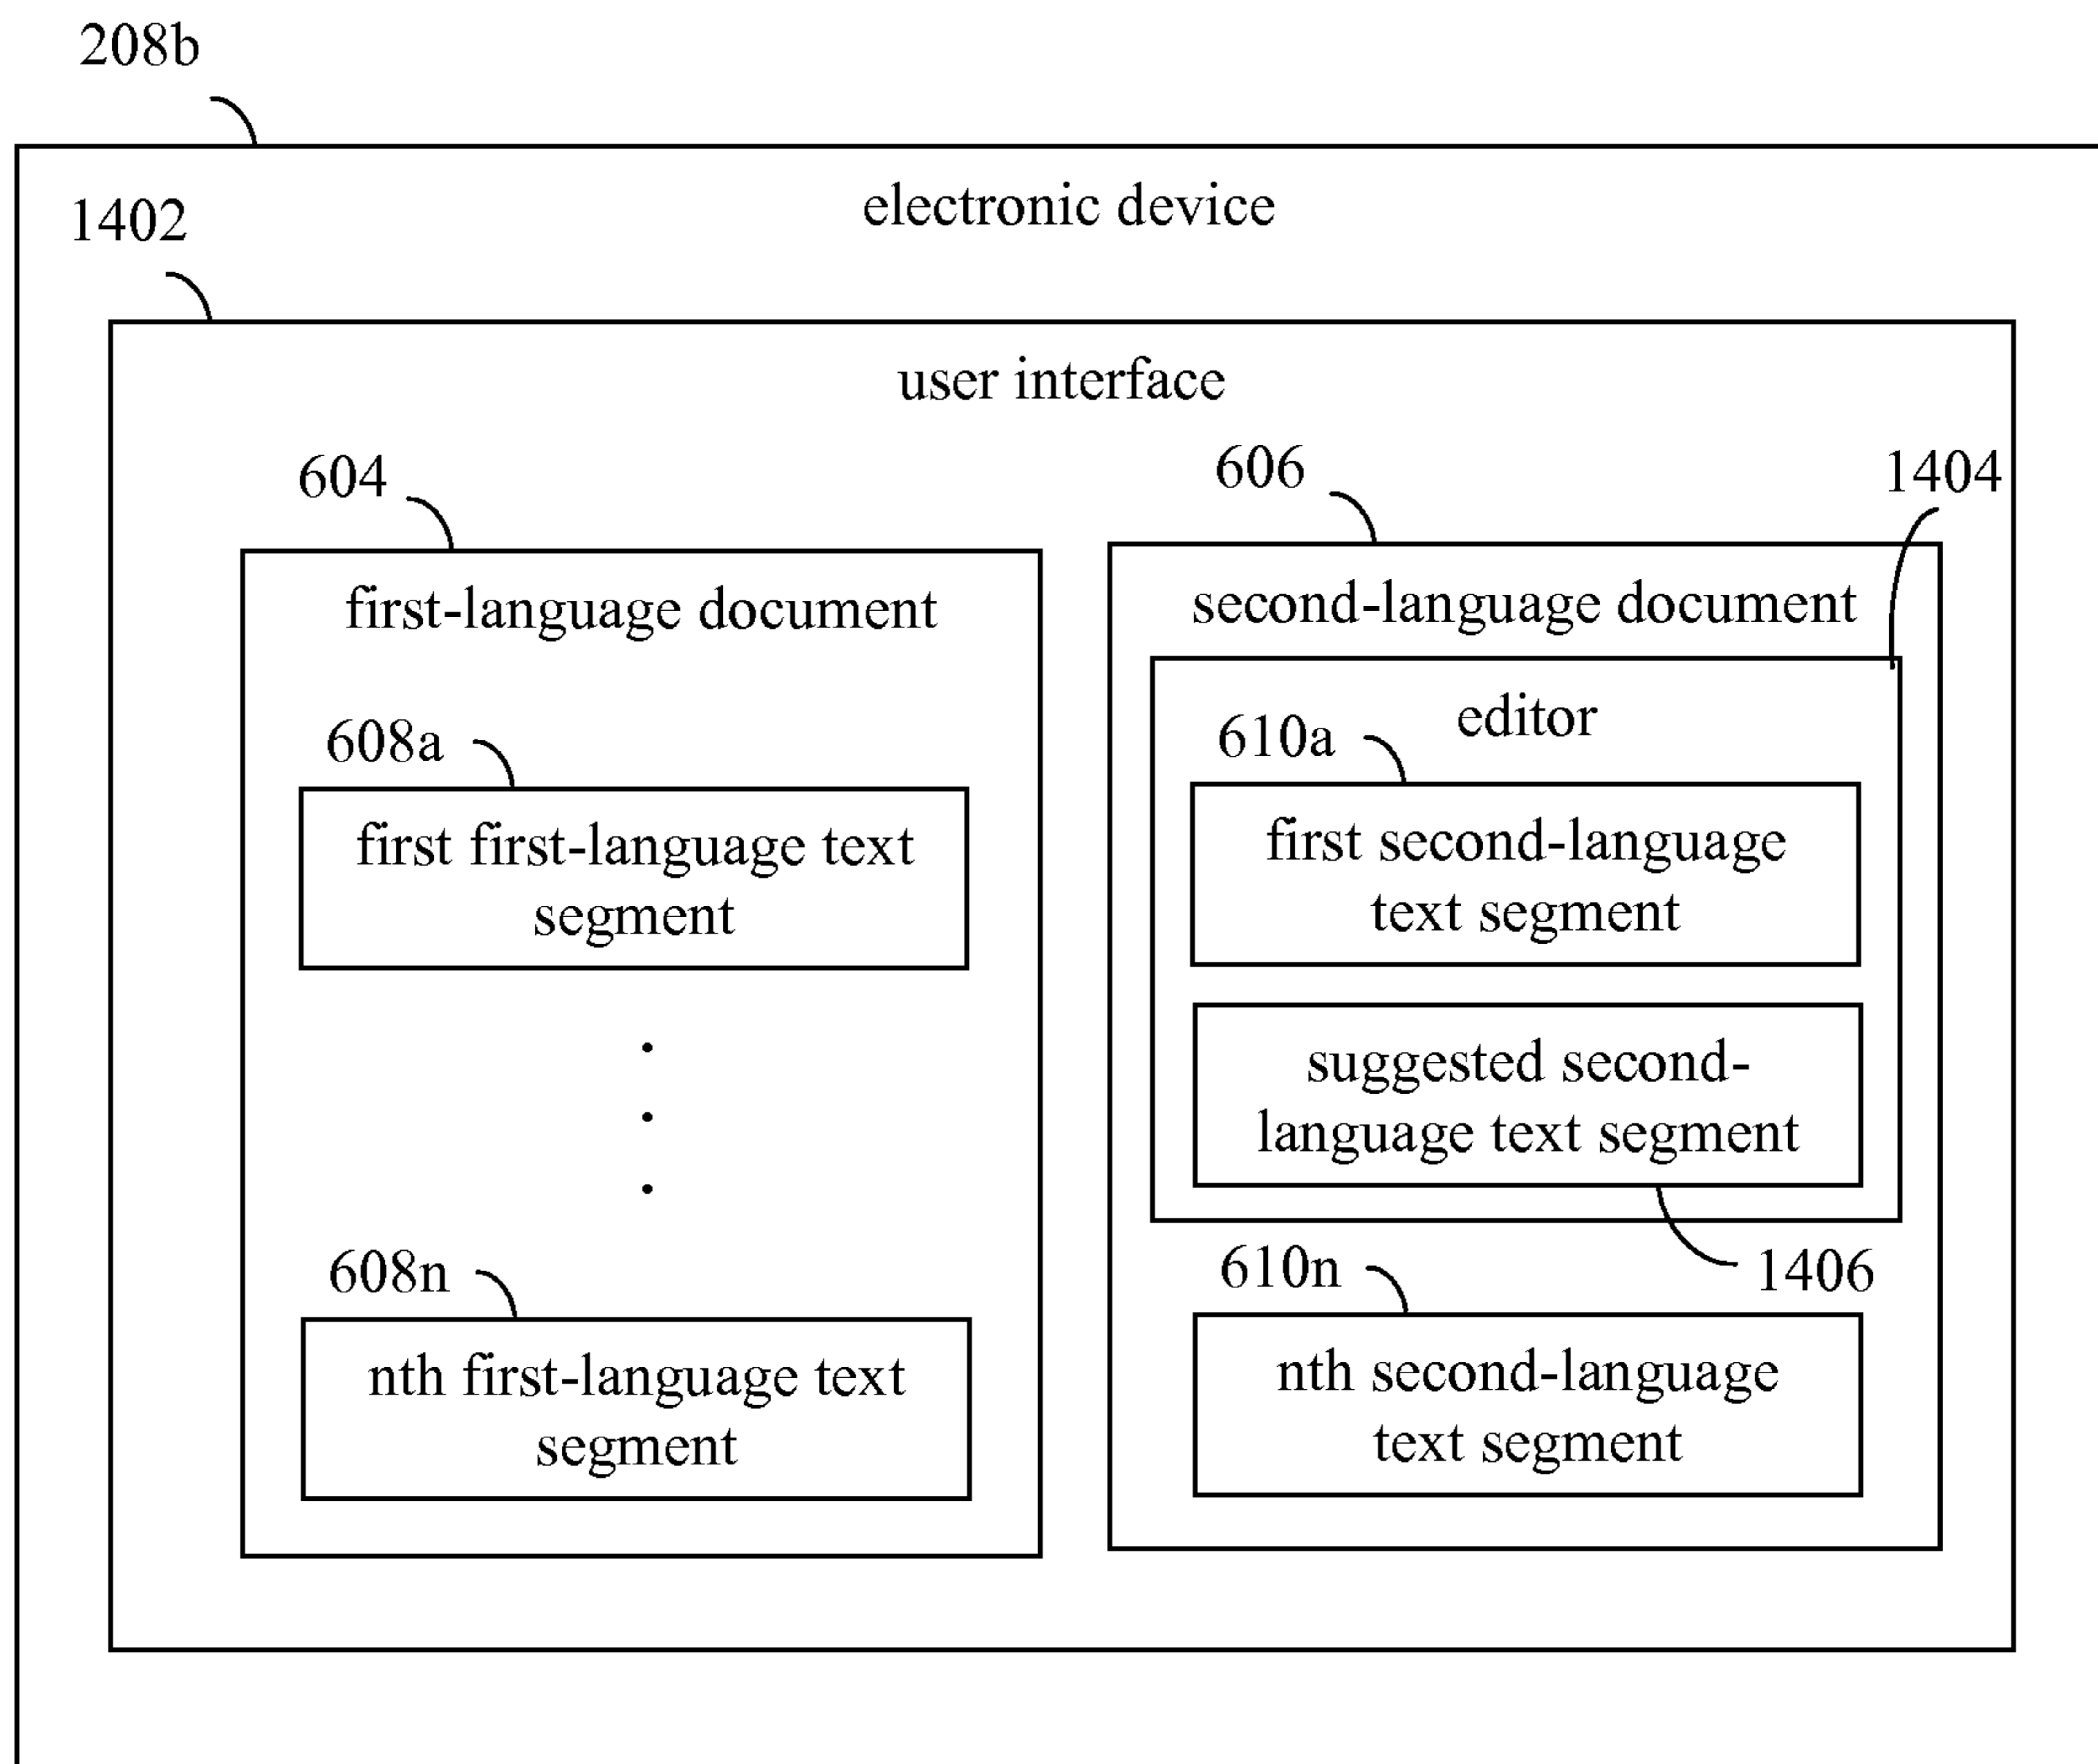 208b
electronic device
1402
user interface
604
first-language document
608a
first first-language text
segment
.
.
.
608n
nth first-language text
segment
606
1404
second-language document
editor
610a
first second-language
text segment
suggested second-
language text segment
1406
610n
nth second-language
text segment